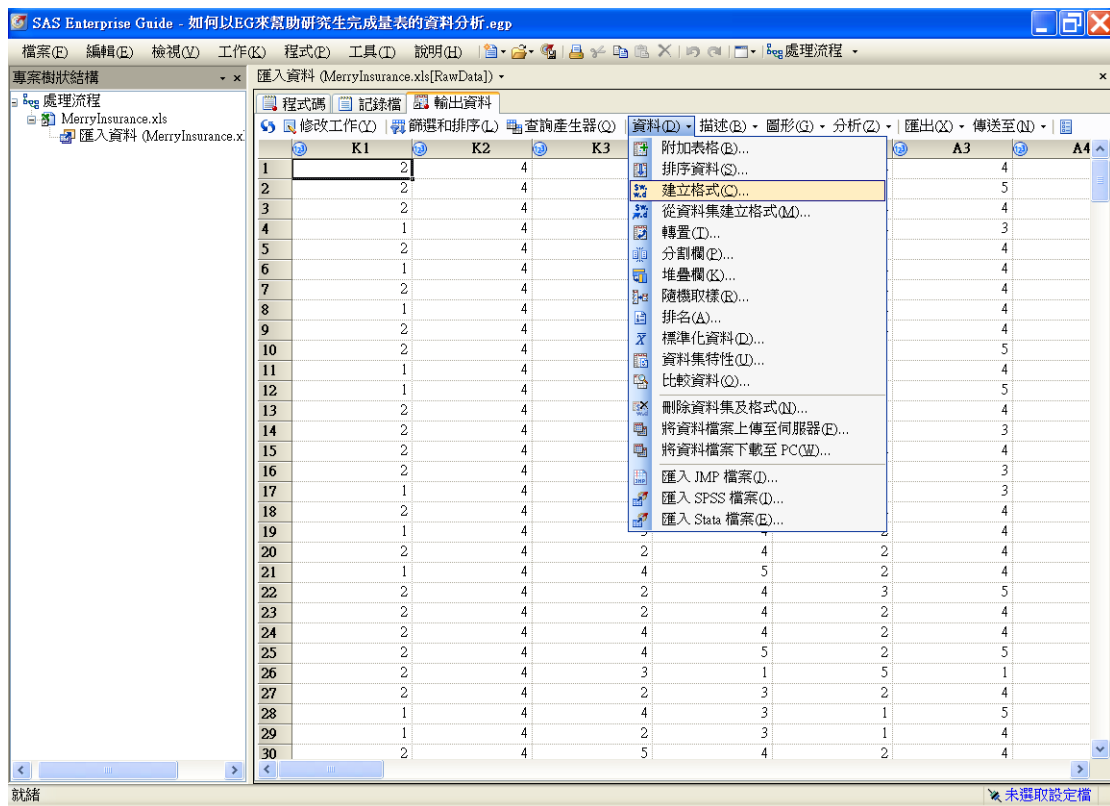 SAS Enterprise Guide - 如何以EG來幫助研究生完成量表的資料分析.egp
檔案(F) 編輯(E) 檢視(V) 工作(K) 程式(P) 工具(T) 說明(H) 處理流程
專案樹狀結構
匯入資料 (MerryInsurance.xls[RawData])
處理流程
MerryInsurance.xls
匯入資料 (MerryInsurance.x
程式碼 記錄檔 輸出資料
修改工作(Y) 篩選和排序(L) 查詢產生器(Q) 資料(D) 描述(B) 圖形(G) 分析(Z) 匯出(X) 傳送至(N)
K1 K2 K3 A3 A4
附加表格(B)...
排序資料(S)...
建立格式(C)...
從資料集建立格式(M)...
轉置(T)...
分割欄(P)...
堆疊欄(K)...
隨機取樣(R)...
排名(A)...
標準化資料(D)...
資料集特性(U)...
比較資料(O)...
刪除資料集及格式(N)...
將資料檔案上傳至伺服器(F)...
將資料檔案下載至 PC(W)...
匯入 JMP 檔案(J)...
匯入 SPSS 檔案(I)...
匯入 Stata 檔案(E)...
1 2 4 4
2 2 4 5
3 2 4 4
4 1 4 3
5 2 4 4
6 1 4 4
7 2 4 4
8 1 4 4
9 2 4 4
10 2 4 5
11 1 4 4
12 1 4 5
13 2 4 4
14 2 4 3
15 2 4 4
16 2 4 3
17 1 4 3
18 2 4 4
19 1 4 4
20 2 4 2 4 2 4
21 1 4 4 5 2 4
22 2 4 2 4 3 5
23 2 4 2 4 2 4
24 2 4 4 4 2 4
25 2 4 4 5 2 5
26 2 4 3 1 5 1
27 2 4 2 3 2 4
28 1 4 4 3 1 5
29 1 4 2 3 1 4
30 2 4 5 4 2 4
就緒
未選取設定檔